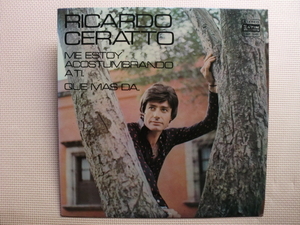 RICARDO
CERATTO
ME ESTOY
ACOSTUMBRANDO
A TI.
QUE MAS DA.